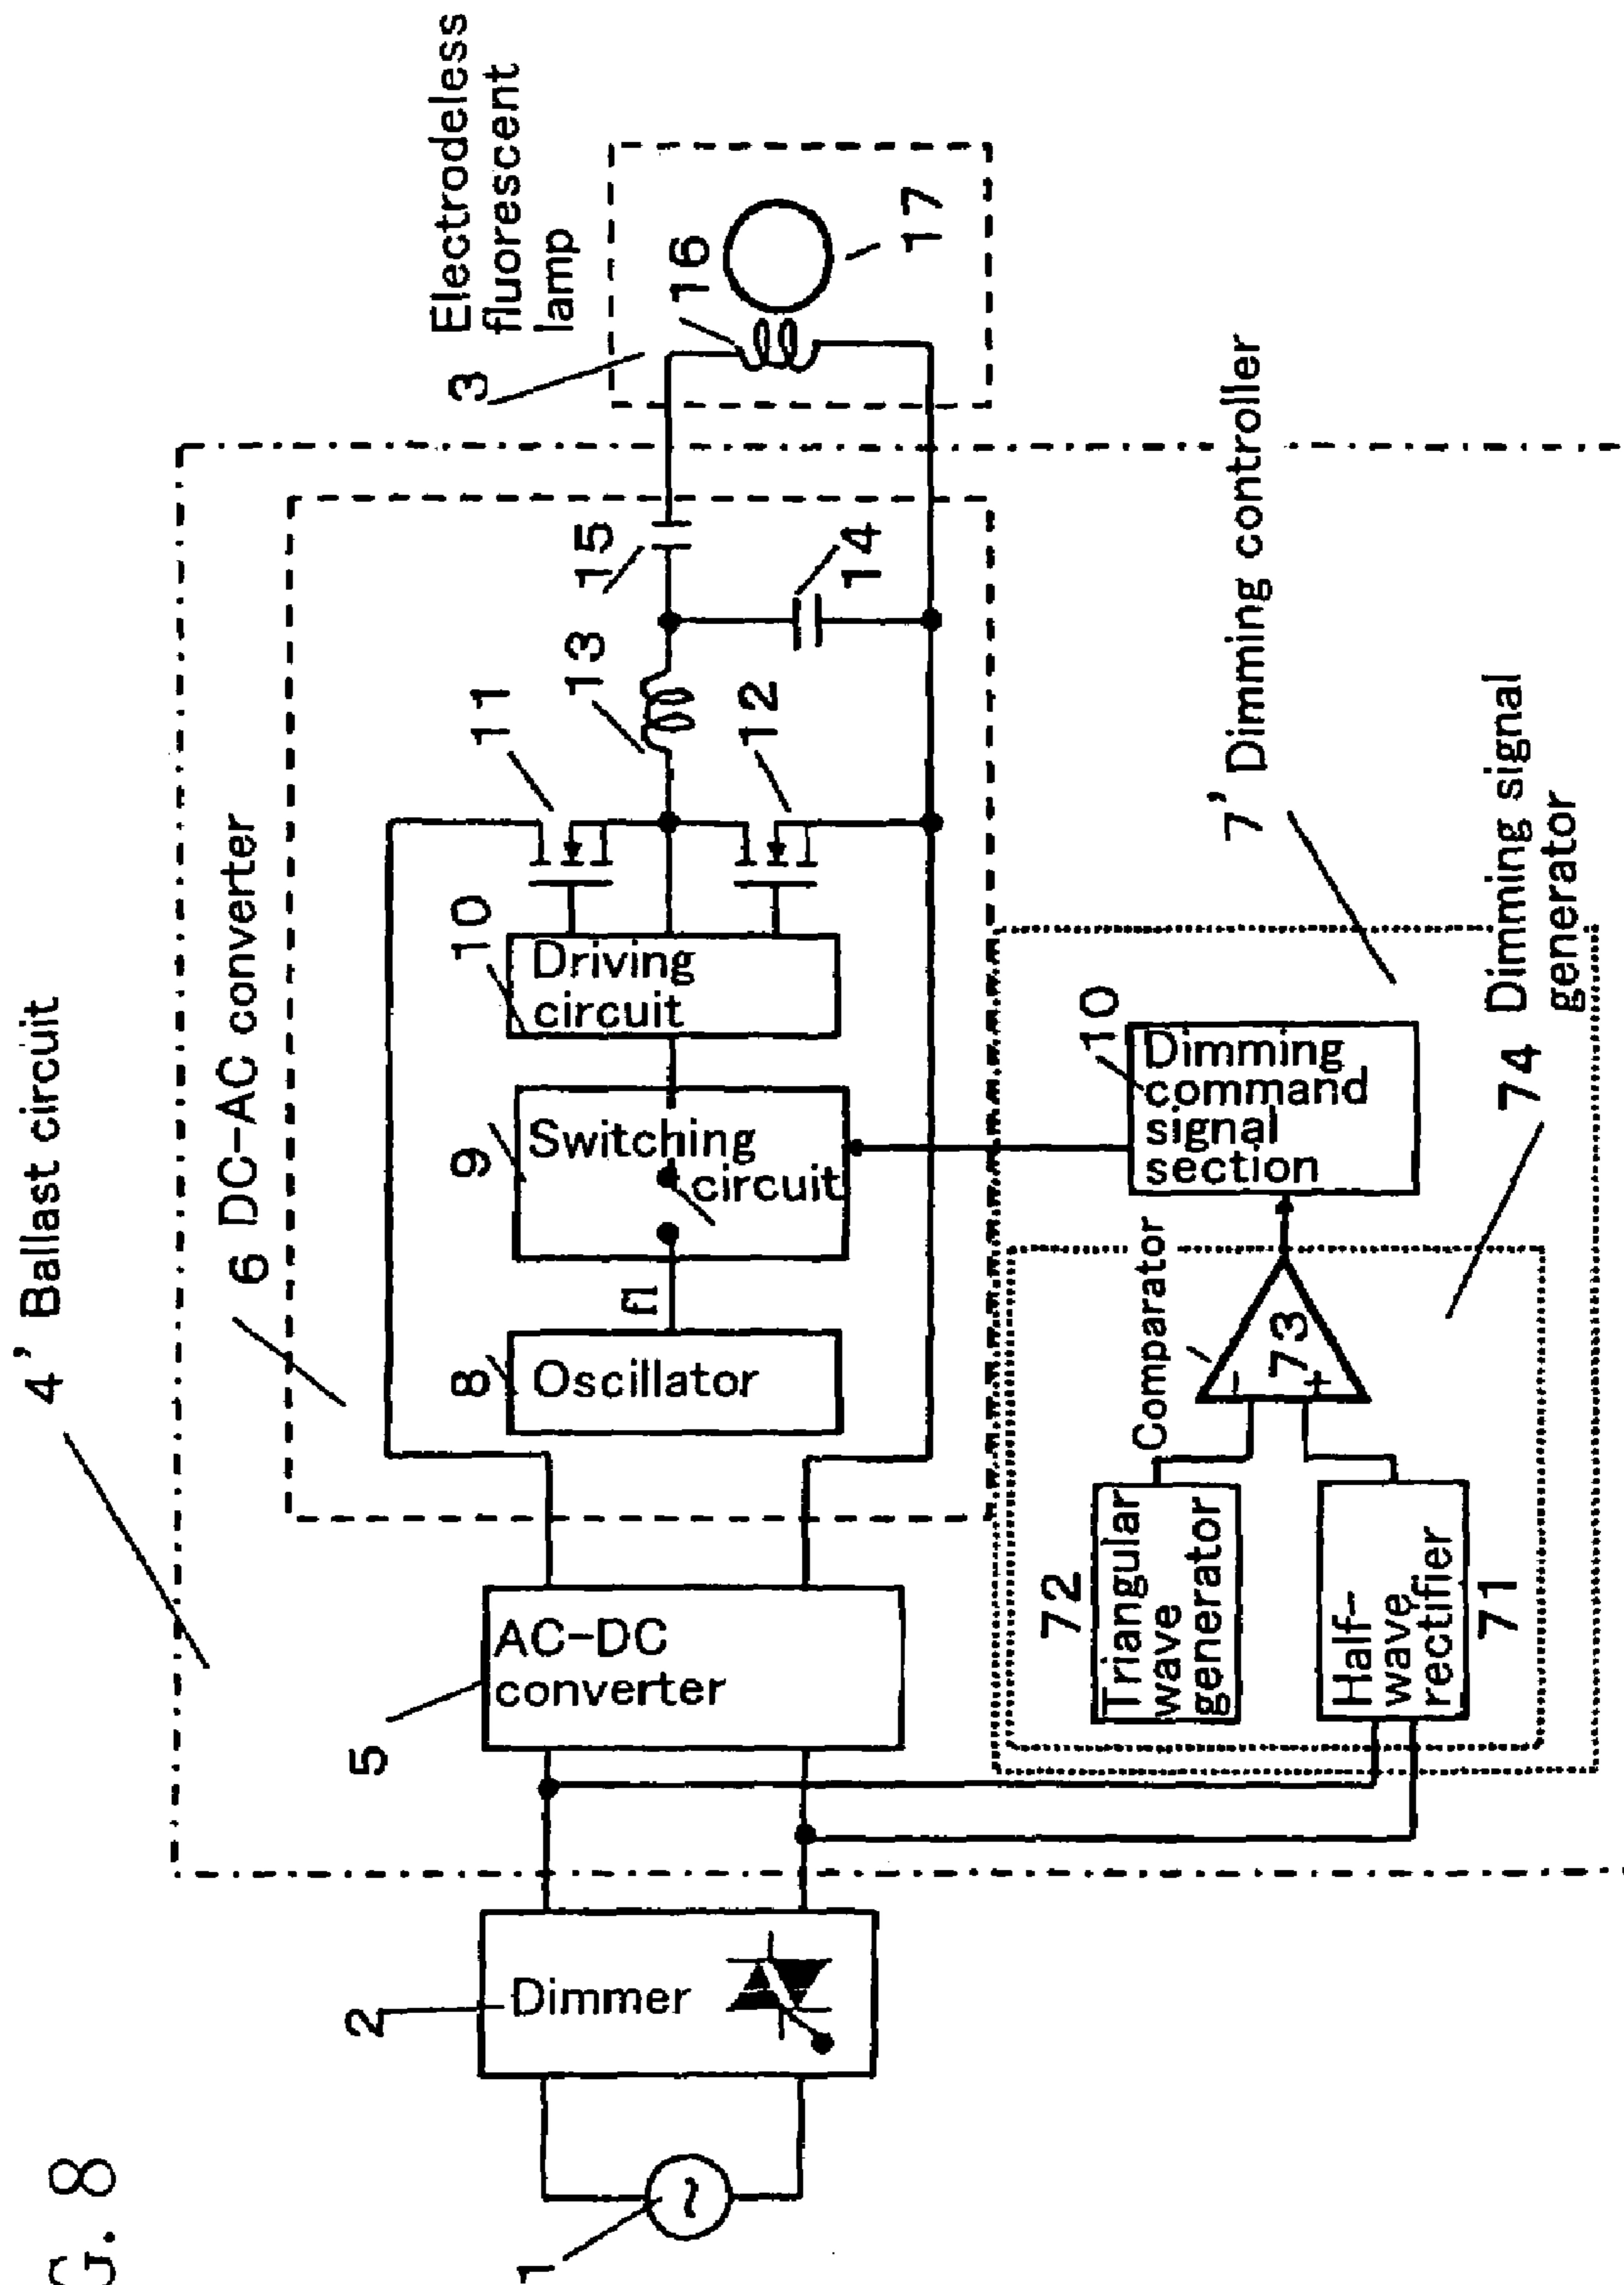 G. 8
4' Ballast circuit
6 DC-AC converter
Electrodeless
fluorescent
lamp
3
1
2
Dimmer
5
AC-DC
converter
8
Oscillator
f1
9
Switching
circuit
10
Driving
circuit
11
12
13
14
15
16
17
7' Dimming controller
10
Dimming
command
signal
section
74 Dimming signal
generator
Comparator
73
−
+
72
Triangular
wave
generator
Half-
wave
rectifier
71